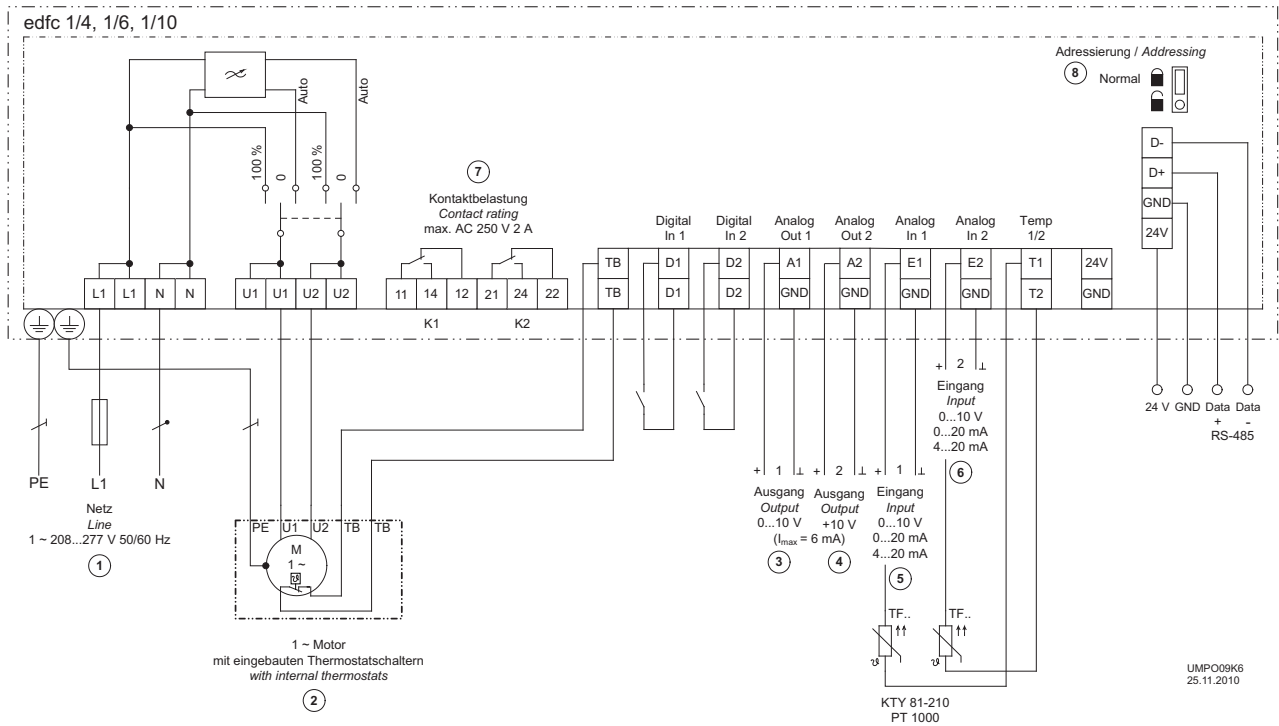 edfc 1/4, 1/6, 1/10
Adressierung / Addressing
8
Normal
Auto
Auto
100 %
0
100 %
0
7
Kontaktbelastung
Contact rating
max. AC 250 V 2 A
D-
D+
GND
24V
Digital In 1
Digital In 2
Analog Out 1
Analog Out 2
Analog In 1
Analog In 2
Temp 1/2
TB D1 D2 A1 A2 E1 E2 T1 24V
TB D1 D2 GND GND GND GND T2 GND
L1 L1 N N
U1 U1 U2 U2
11 14 12 21 24 22
K1 K2
PE L1 N
Netz
Line
1 ~ 208...277 V 50/60 Hz
1
PE U1 U2 TB TB
M
1 ~
ϑ
1 ~ Motor
mit eingebauten Thermostatschaltern
with internal thermostats
2
+ 1 ⊥
Ausgang
Output
0...10 V
(Imax = 6 mA)
3
+ 2 ⊥
Ausgang
Output
+10 V
4
+ 1 ⊥
Eingang
Input
0...10 V
0...20 mA
4...20 mA
5
+ 2 ⊥
Eingang
Input
0...10 V
0...20 mA
4...20 mA
6
TF..
ϑ
TF..
ϑ
KTY 81-210
PT 1000
24 V GND Data + Data -
RS-485
UMPO09K6
25.11.2010